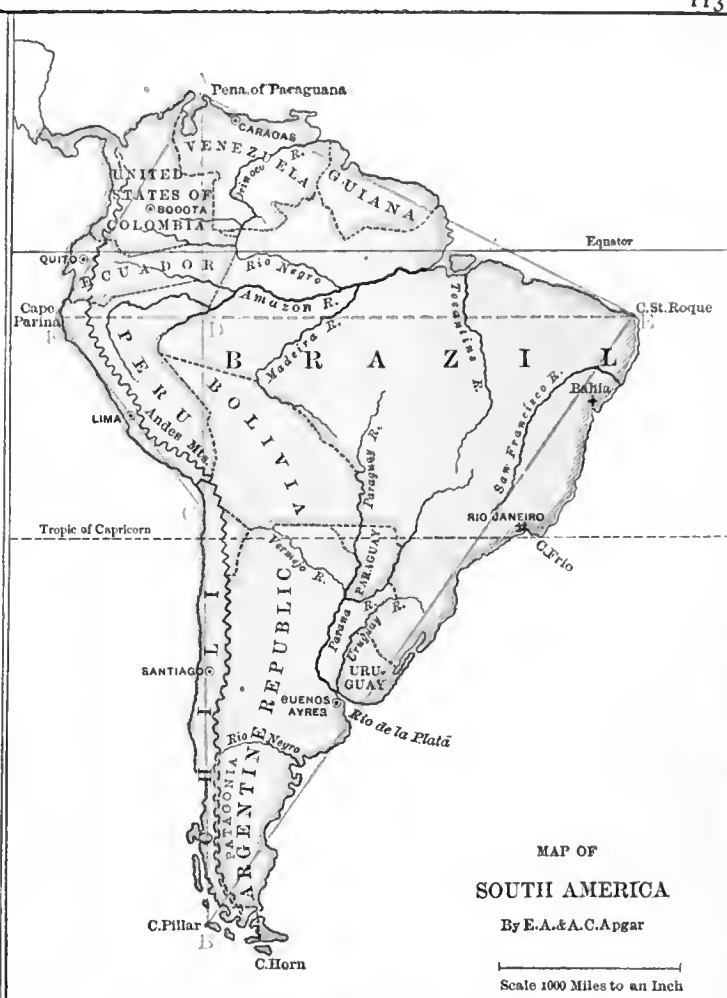 113
Pena. of Paraguana
CARACAS
VENEZUELA
Orinoco R.
GUIANA
UNITED
STATES OF
BOGOTA
COLOMBIA
Equator
QUITO
ECUADOR
Rio Negro
Amazon R.
Cape
Parina
F
D
C. St. Roque
E
PERU
BRAZIL
Madeira R.
Tocantins R.
San Francisco R.
Bahia
BOLIVIA
LIMA
Andes Mts.
Paraguay R.
C
RIO JANEIRO
Tropic of Capricorn
C. Frio
Vermejo R.
PARAGUAY
Parana R.
Uruguay R.
URU-
GUAY
SANTIAGO
CHILI
BUENOS
AYRES
Rio de la Plata
Rio Negro
PATAGONIA
ARGENTINE REPUBLIC
C. Pillar
B
C. Horn
MAP OF
SOUTH AMERICA
By E.A.&A.C.Apgar
Scale 1000 Miles to an Inch